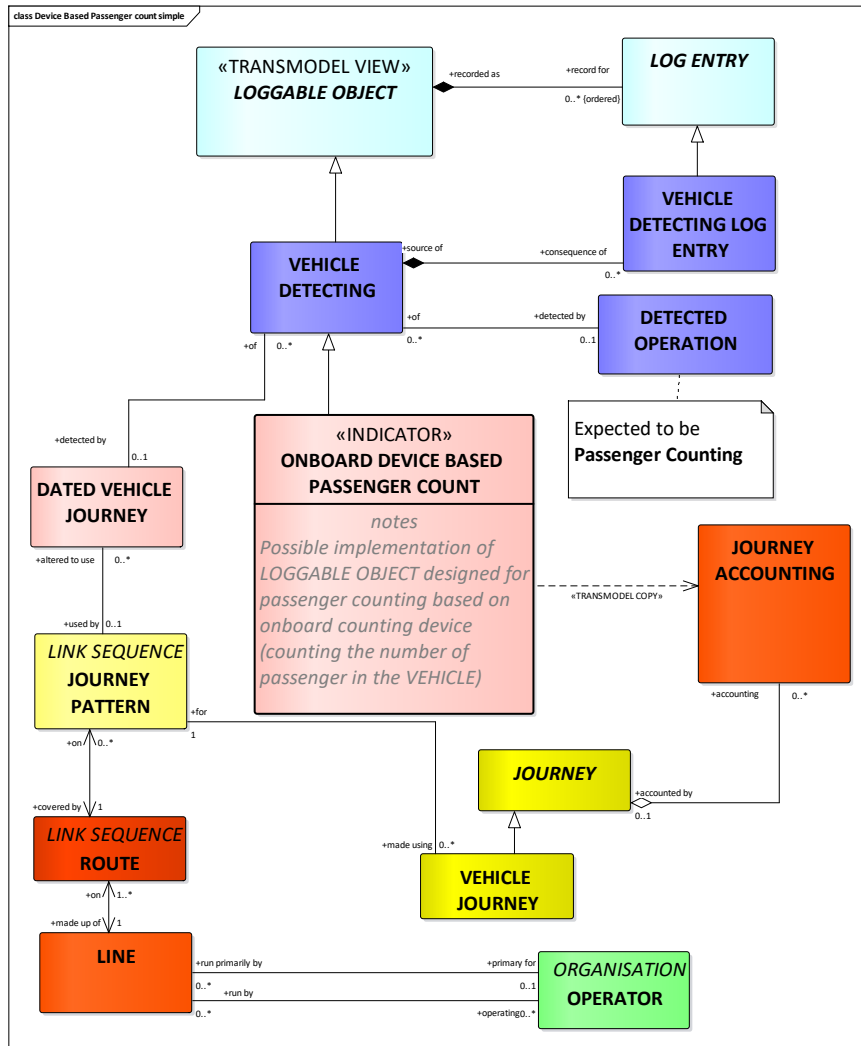 class Device Based Passenger count simple
«TRANSMODEL VIEW»
LOGGABLE OBJECT
+recorded as
+record for
0..* {ordered}
LOG ENTRY
VEHICLE
DETECTING LOG
ENTRY
+source of
+consequence of
0..*
VEHICLE
DETECTING
+of
0..*
+detected by
0..1
DETECTED
OPERATION
+of
0..*
Expected to be
Passenger Counting
«INDICATOR»
ONBOARD DEVICE BASED
PASSENGER COUNT
notes
Possible implementation of
LOGGABLE OBJECT designed for
passenger counting based on
onboard counting device
(counting the number of
passenger in the VEHICLE)
+detected by
0..1
DATED VEHICLE
JOURNEY
+altered to use
0..*
+used by
0..1
«TRANSMODEL COPY»
JOURNEY
ACCOUNTING
+accounting
0..*
LINK SEQUENCE
JOURNEY
PATTERN
+for
1
+on
0..*
JOURNEY
+accounted by
0..1
+covered by
1
LINK SEQUENCE
ROUTE
+made using
0..*
VEHICLE
JOURNEY
+on
1..*
+made up of
1
LINE
+run primarily by
0..*
+primary for
0..1
+run by
0..*
+operating
0..*
ORGANISATION
OPERATOR